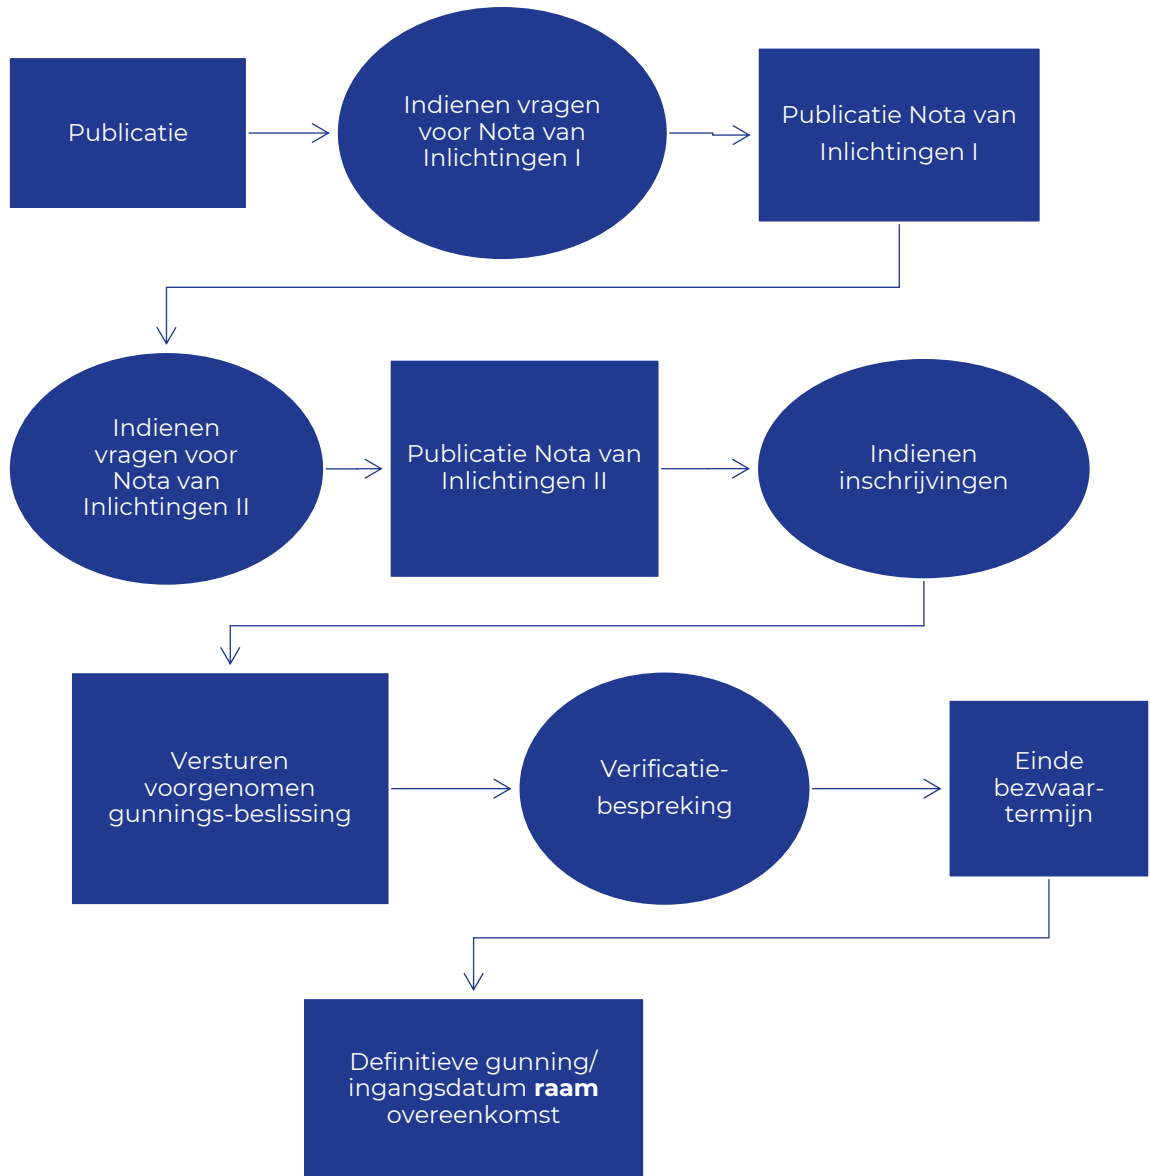 Publicatie
Indienen vragen
voor Nota van
Inlichtingen I
Publicatie Nota van
Inlichtingen I
Indienen
vragen voor
Nota van
Inlichtingen II
Publicatie Nota van
Inlichtingen II
Indienen
inschrijvingen
Versturen
voorgenomen
gunnings-beslissing
Verificatie-
bespreking
Einde
bezwaar-
termijn
Definitieve gunning/
ingangsdatum raam
overeenkomst